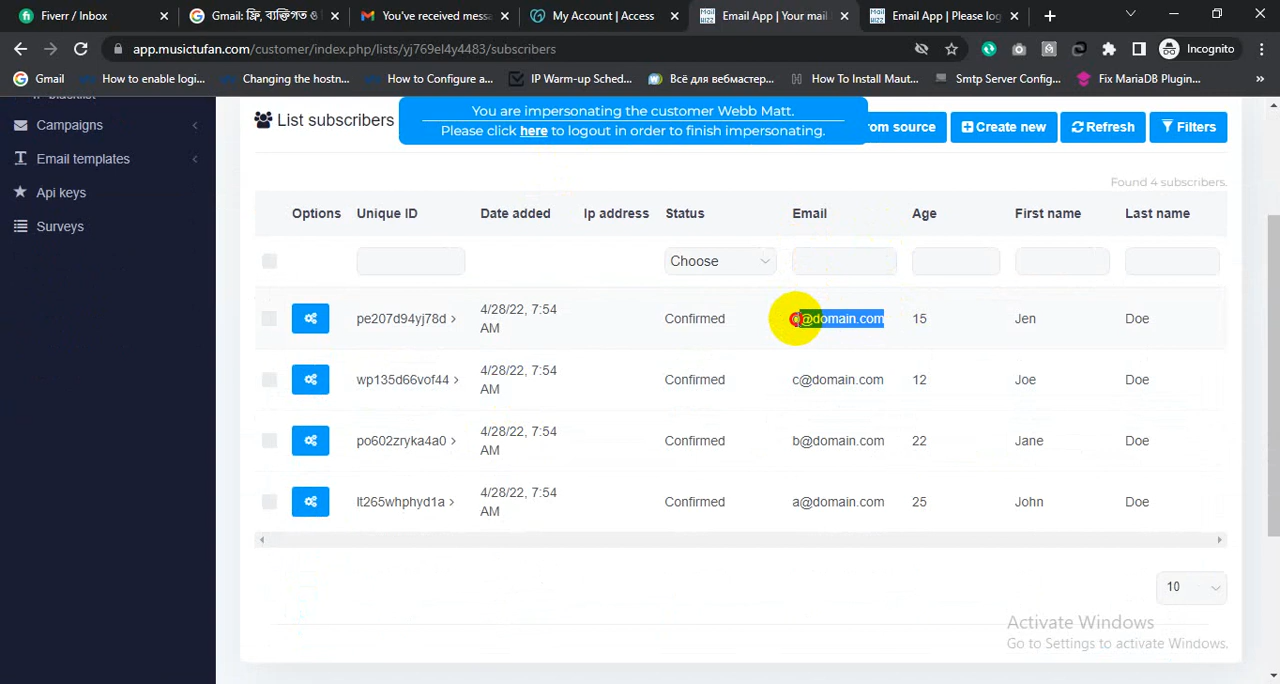 Fiverr / Inbox
Gmail: ফ্রি, ব্যক্তিগত ও
You've received messa
My Account | Access
Email App | Your mail
Email App | Please log
app.musictufan.com/customer/index.php/lists/yj769el4y4483/subscribers
Incognito
Gmail
How to enable logi...
Changing the hostn...
How to Configure a...
IP Warm-up Sched...
Всё для вебмастер...
How To Install Maut...
Smtp Server Config...
Fix MariaDB Plugin...
»
Campaigns
Email templates
Api keys
Surveys
List subscribers
You are impersonating the customer Webb Matt.
Please click here to logout in order to finish impersonating.
om source
Create new
Refresh
Filters
Found 4 subscribers.
Options Unique ID Date added Ip address Status Email Age First name Last name
Choose
pe207d94yj78d > 4/28/22, 7:54 AM Confirmed d@domain.com 15 Jen Doe
wp135d66vof44 > 4/28/22, 7:54 AM Confirmed c@domain.com 12 Joe Doe
po602zryka4a0 > 4/28/22, 7:54 AM Confirmed b@domain.com 22 Jane Doe
lt265whphyd1a > 4/28/22, 7:54 AM Confirmed a@domain.com 25 John Doe
10
Activate Windows
Go to Settings to activate Windows.